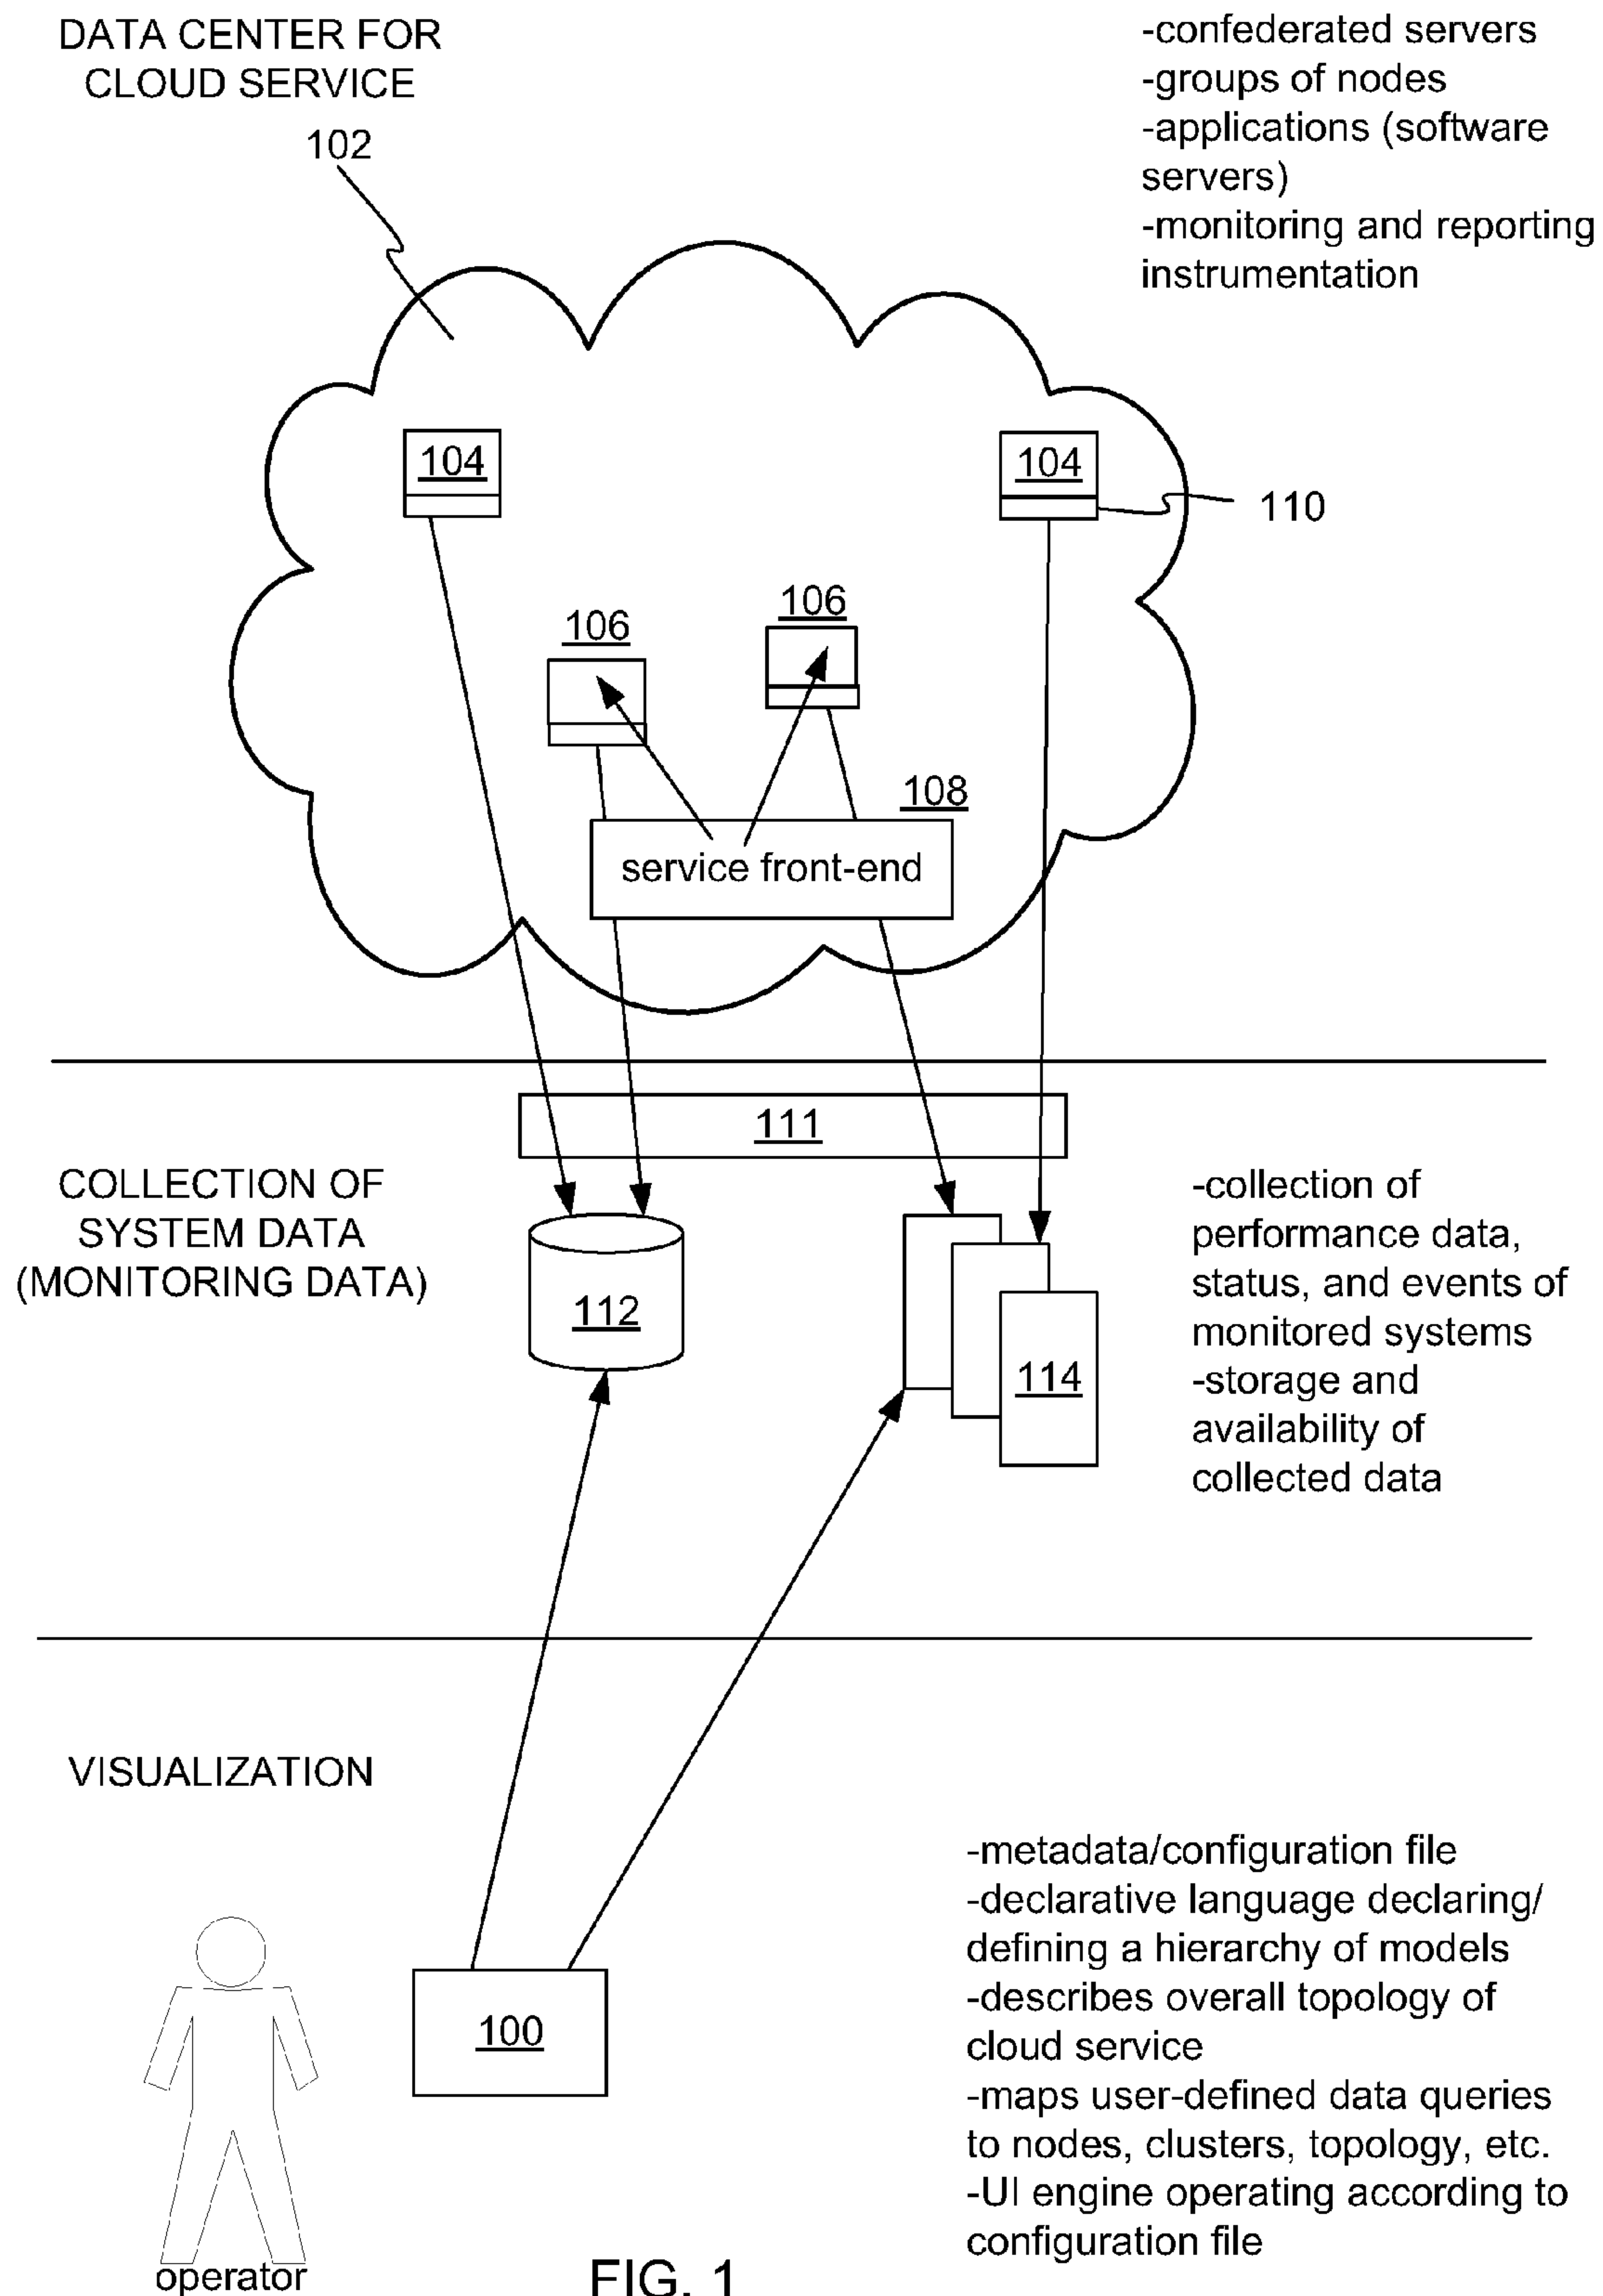 DATA CENTER FOR
CLOUD SERVICE
102
-confederated servers
-groups of nodes
-applications (software
servers)
-monitoring and reporting
instrumentation
104
104
110
106
106
108
service front-end
111
COLLECTION OF
SYSTEM DATA
(MONITORING DATA)
112
114
-collection of
performance data,
status, and events of
monitored systems
-storage and
availability of
collected data
VISUALIZATION
100
operator
-metadata/configuration file
-declarative language declaring/
defining a hierarchy of models
-describes overall topology of
cloud service
-maps user-defined data queries
to nodes, clusters, topology, etc.
-UI engine operating according to
configuration file
FIG. 1